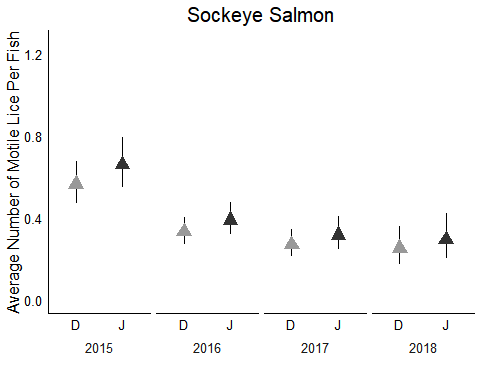 Sockeye Salmon
Average Number of Motile Lice Per Fish
1.2
0.8
0.4
0.0
D J D J D J D J
2015 2016 2017 2018